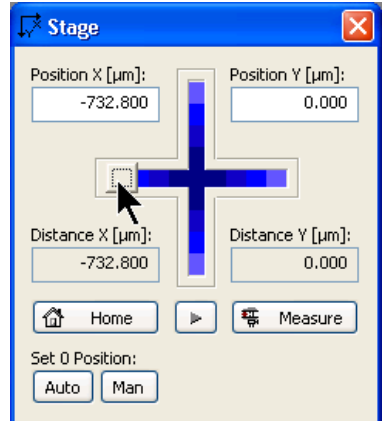 Stage
Position X [µm]: Position Y [µm]:
-732.800 0.000
Distance X [µm]: Distance Y [µm]:
-732.800 0.000
Home Measure
Set 0 Position:
Auto Man